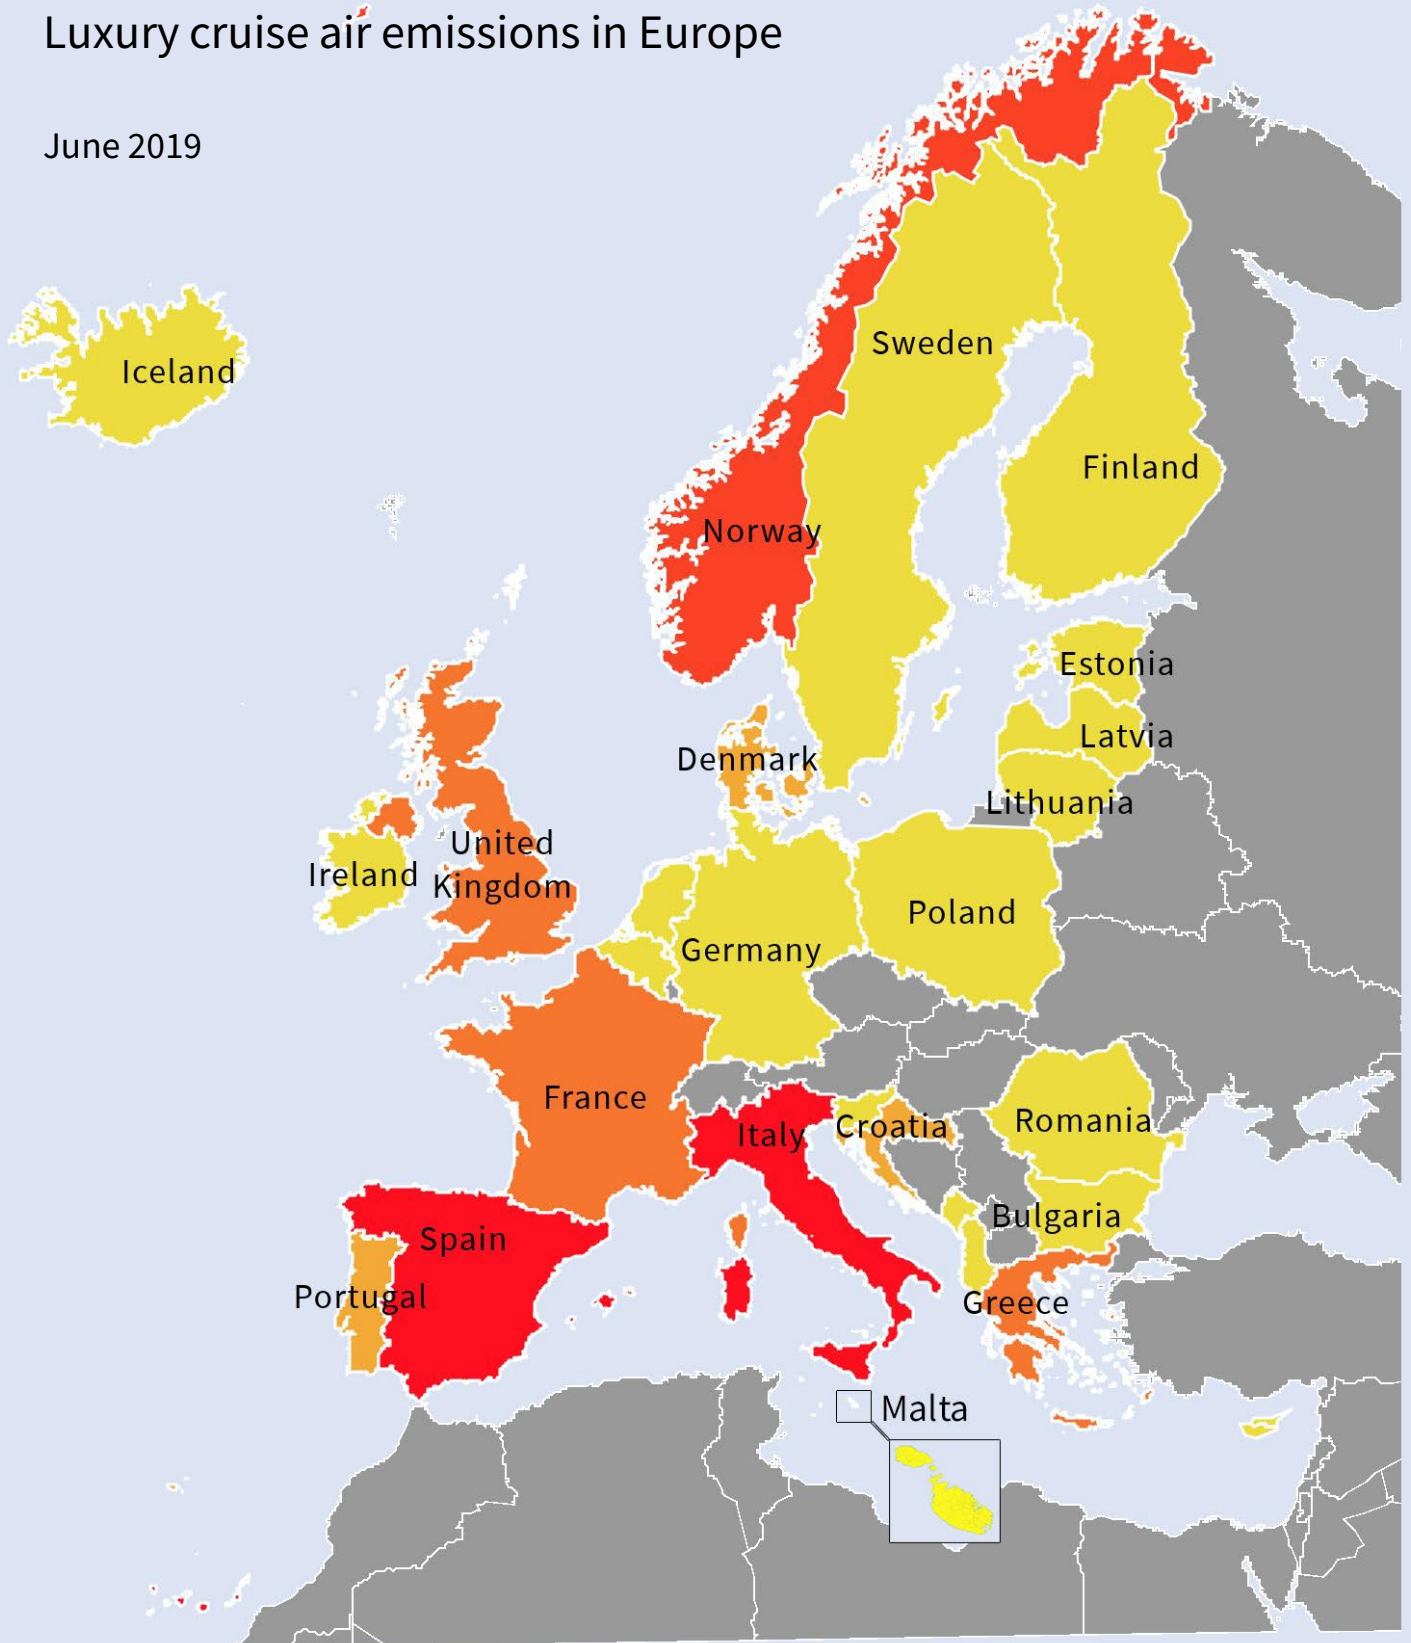 Luxury cruise air emissions in Europe
June 2019
Sweden
Iceland
Finland
Norway
Estonia
Latvia
Denmark
Lithuania
United
Kingdom
Ireland
Poland
Germany
France
Romania
Croatia
Italy
Bulgaria
Spain
Portugal
Greece
Malta